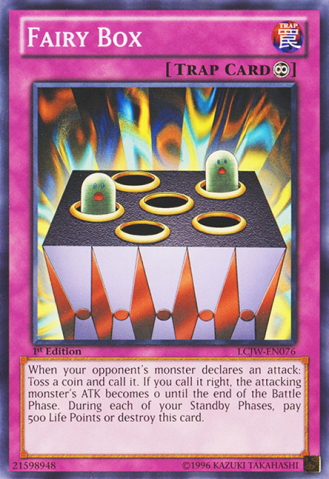 FAIRY BOX
TRAP
罠
[TRAP CARD]
1st Edition
LCJW-EN076
When your opponent's monster declares an attack:
Toss a coin and call it. If you call it right, the attacking
monster's ATK becomes 0 until the end of the Battle
Phase. During each of your Standby Phases, pay
500 Life Points or destroy this card.
21598948
©1996 KAZUKI TAKAHASHI